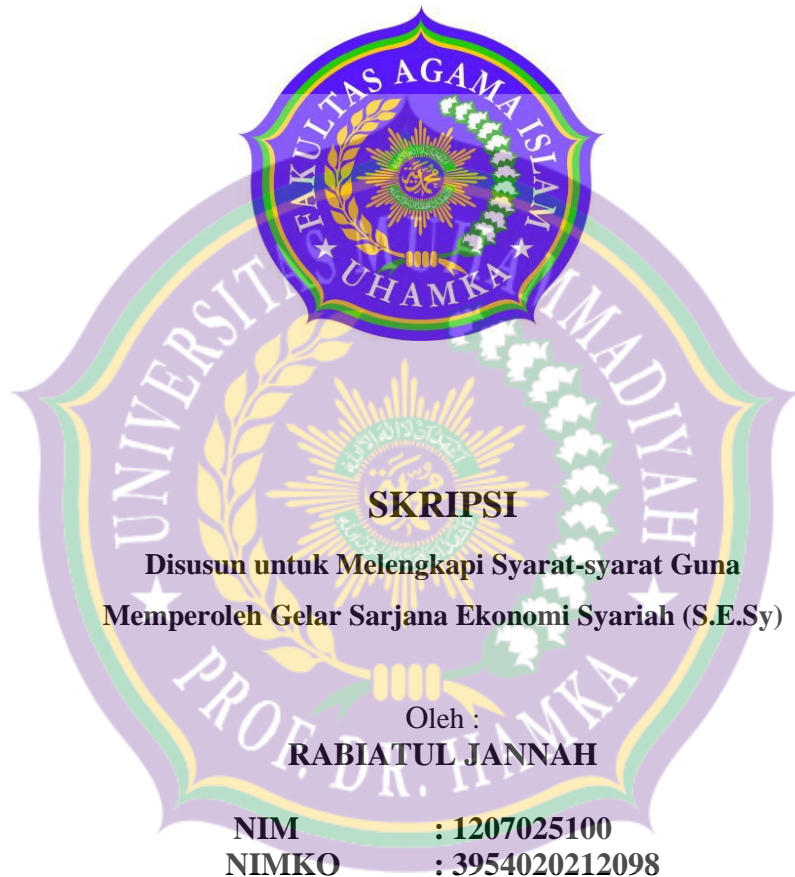 FAKULTAS AGAMA ISLAM
★ UHAMKA ★
UNIVERSITAS MUHAMMADIYAH
★ PROF. DR. HAMKA ★
SKRIPSI
Disusun untuk Melengkapi Syarat-syarat Guna
Memperoleh Gelar Sarjana Ekonomi Syariah (S.E.Sy)
Oleh :
RABIATUL JANNAH
NIM : 1207025100
NIMKO : 3954020212098